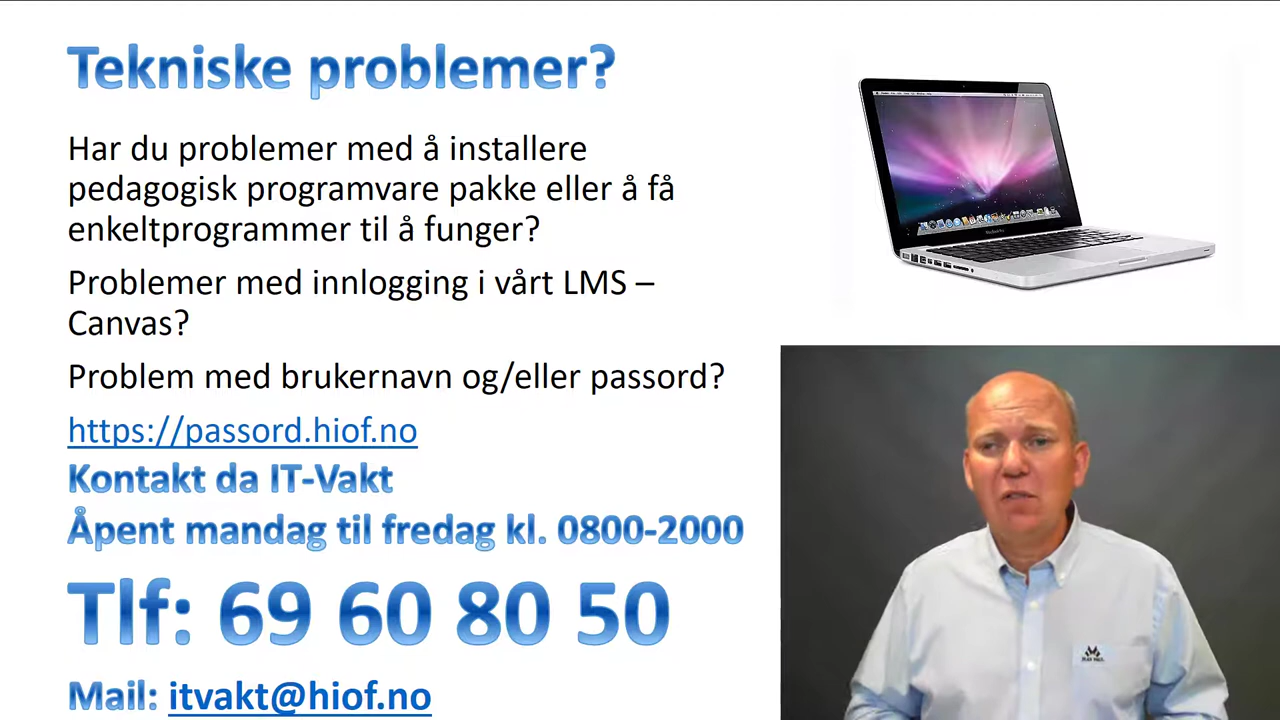 Tekniske problemer?
Har du problemer med å installere
pedagogisk programvare pakke eller å få
enkeltprogrammer til å funger?
Problemer med innlogging i vårt LMS –
Canvas?
Problem med brukernavn og/eller passord?
https://passord.hiof.no
Kontakt da IT-Vakt
Åpent mandag til fredag kl. 0800-2000
Tlf: 69 60 80 50
Mail: itvakt@hiof.no